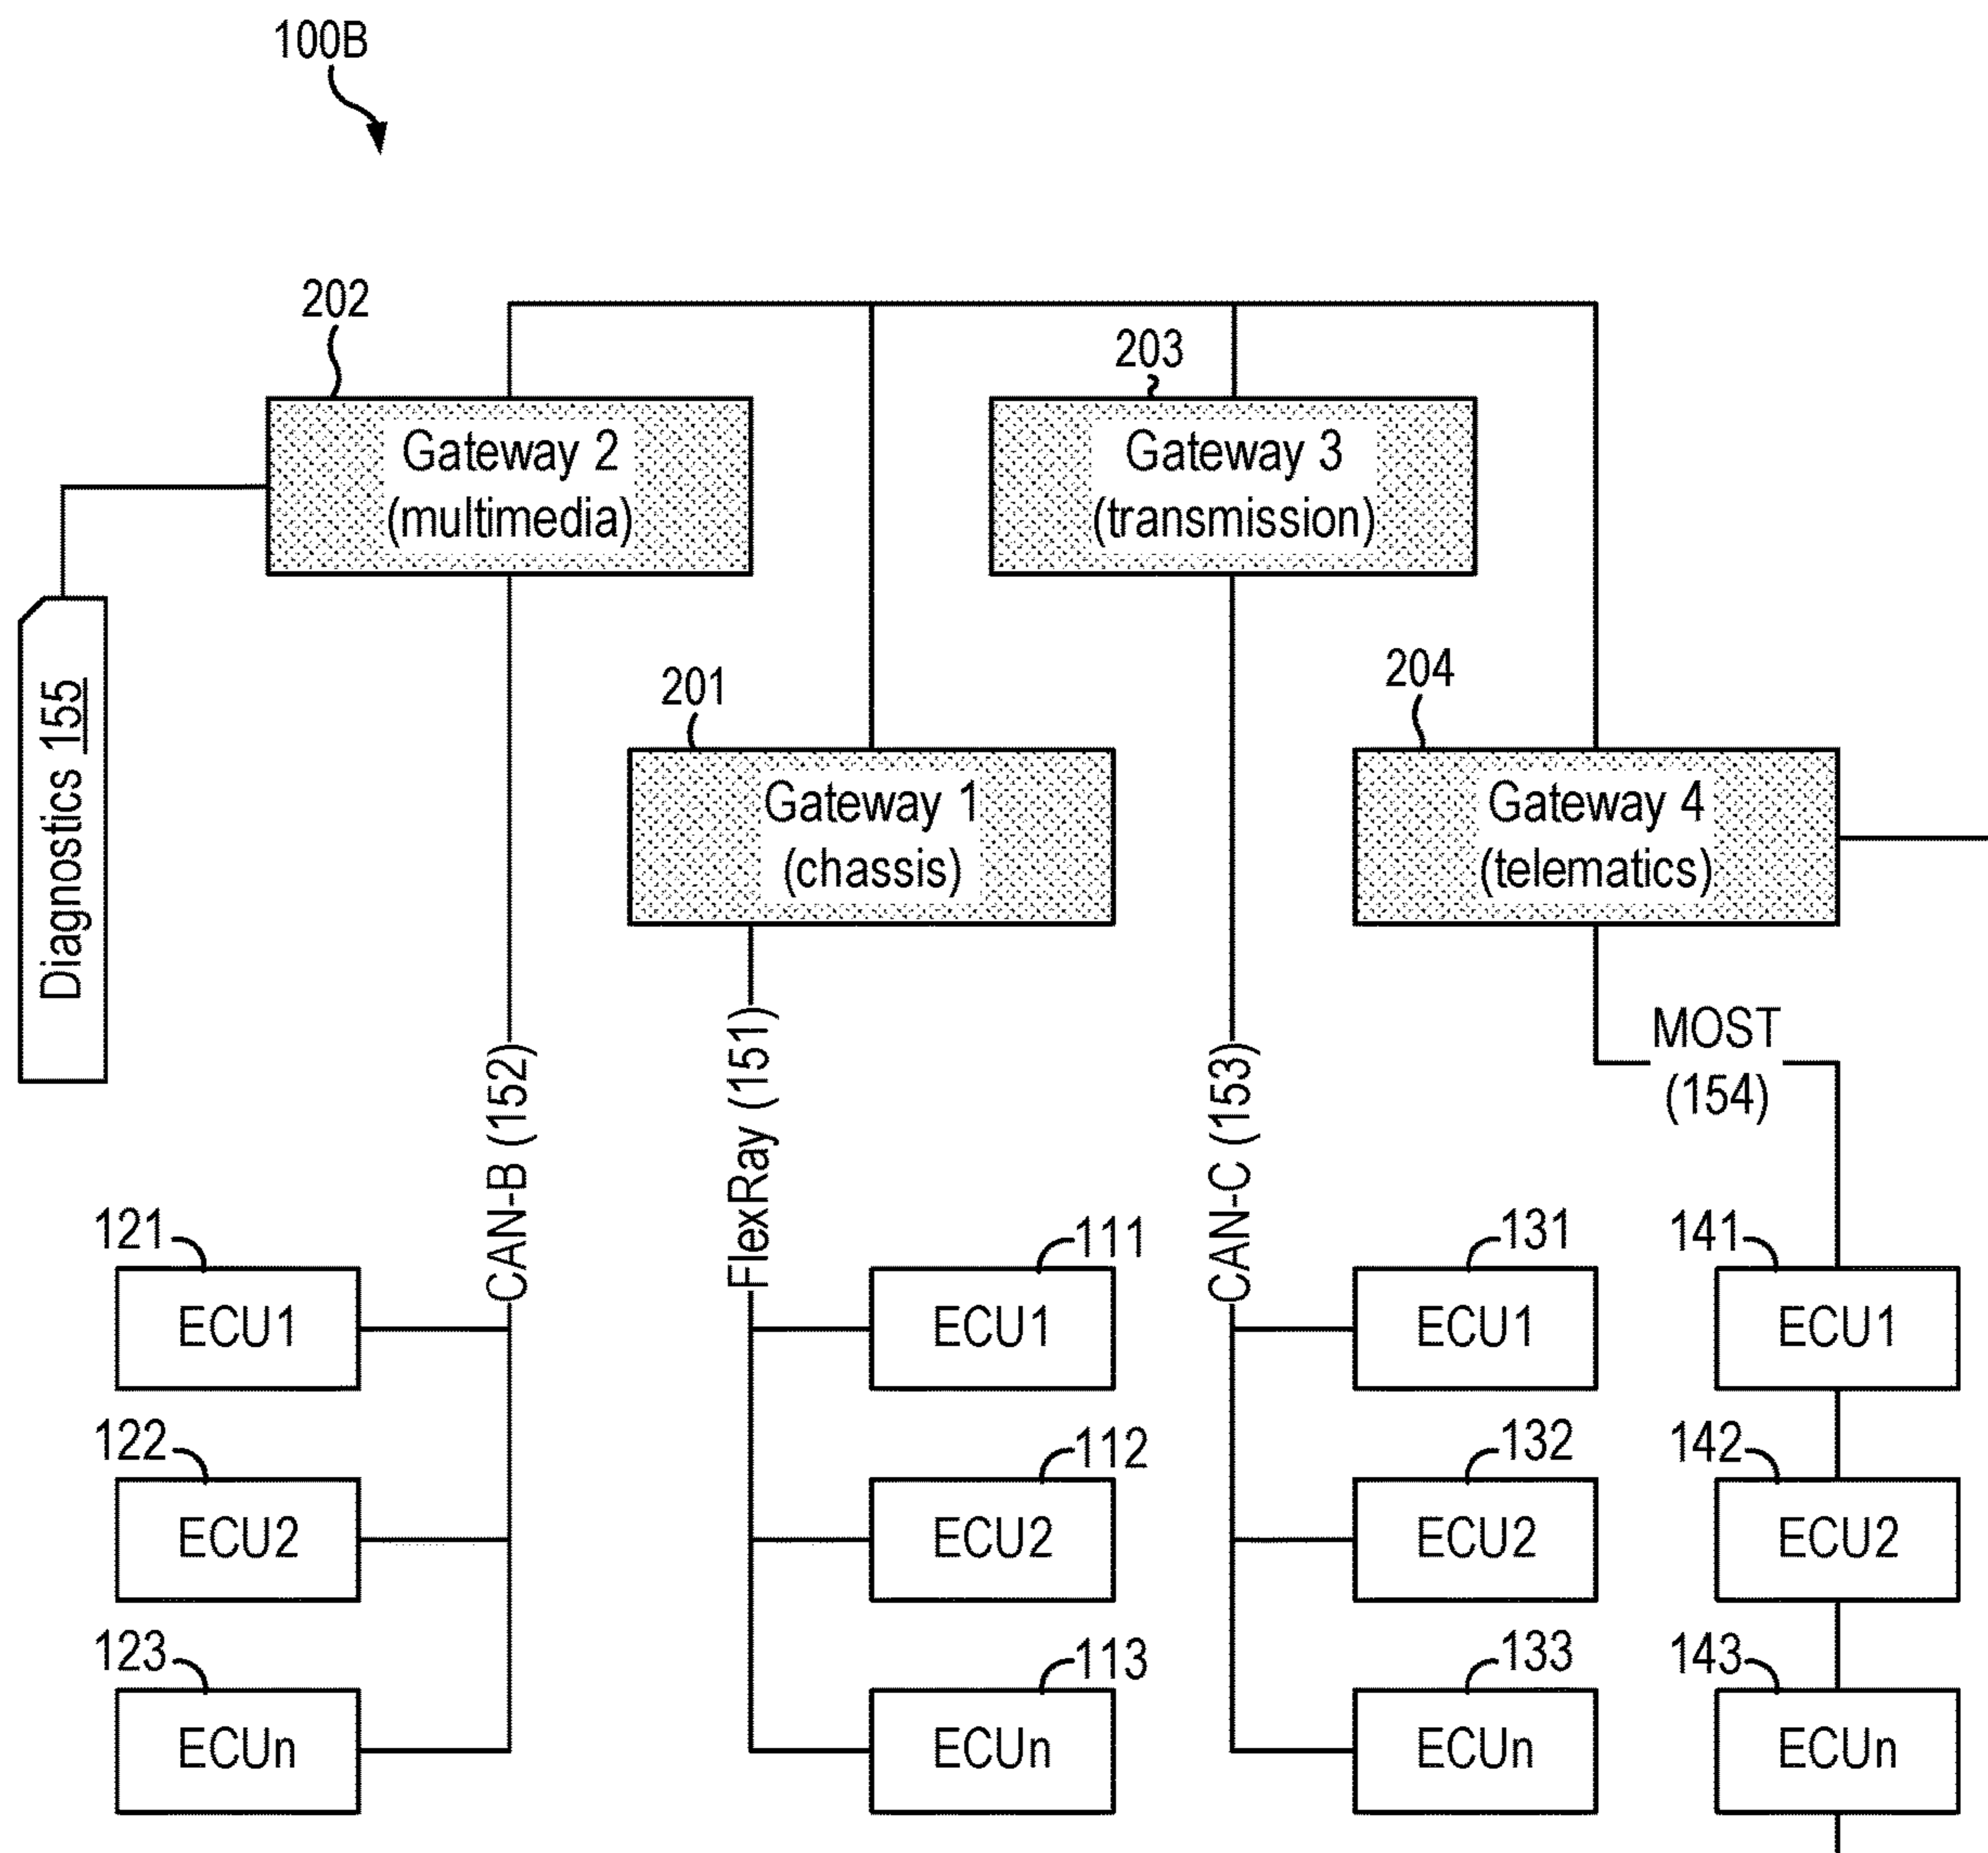 100B
202
203
Gateway 2
(multimedia)
Gateway 3
(transmission)
201
204
Diagnostics 155
Gateway 1
(chassis)
Gateway 4
(telematics)
CAN-B (152)
FlexRay (151)
CAN-C (153)
MOST
(154)
121
111
131
141
ECU1
ECU1
ECU1
ECU1
122
112
132
142
ECU2
ECU2
ECU2
ECU2
123
113
133
143
ECUn
ECUn
ECUn
ECUn